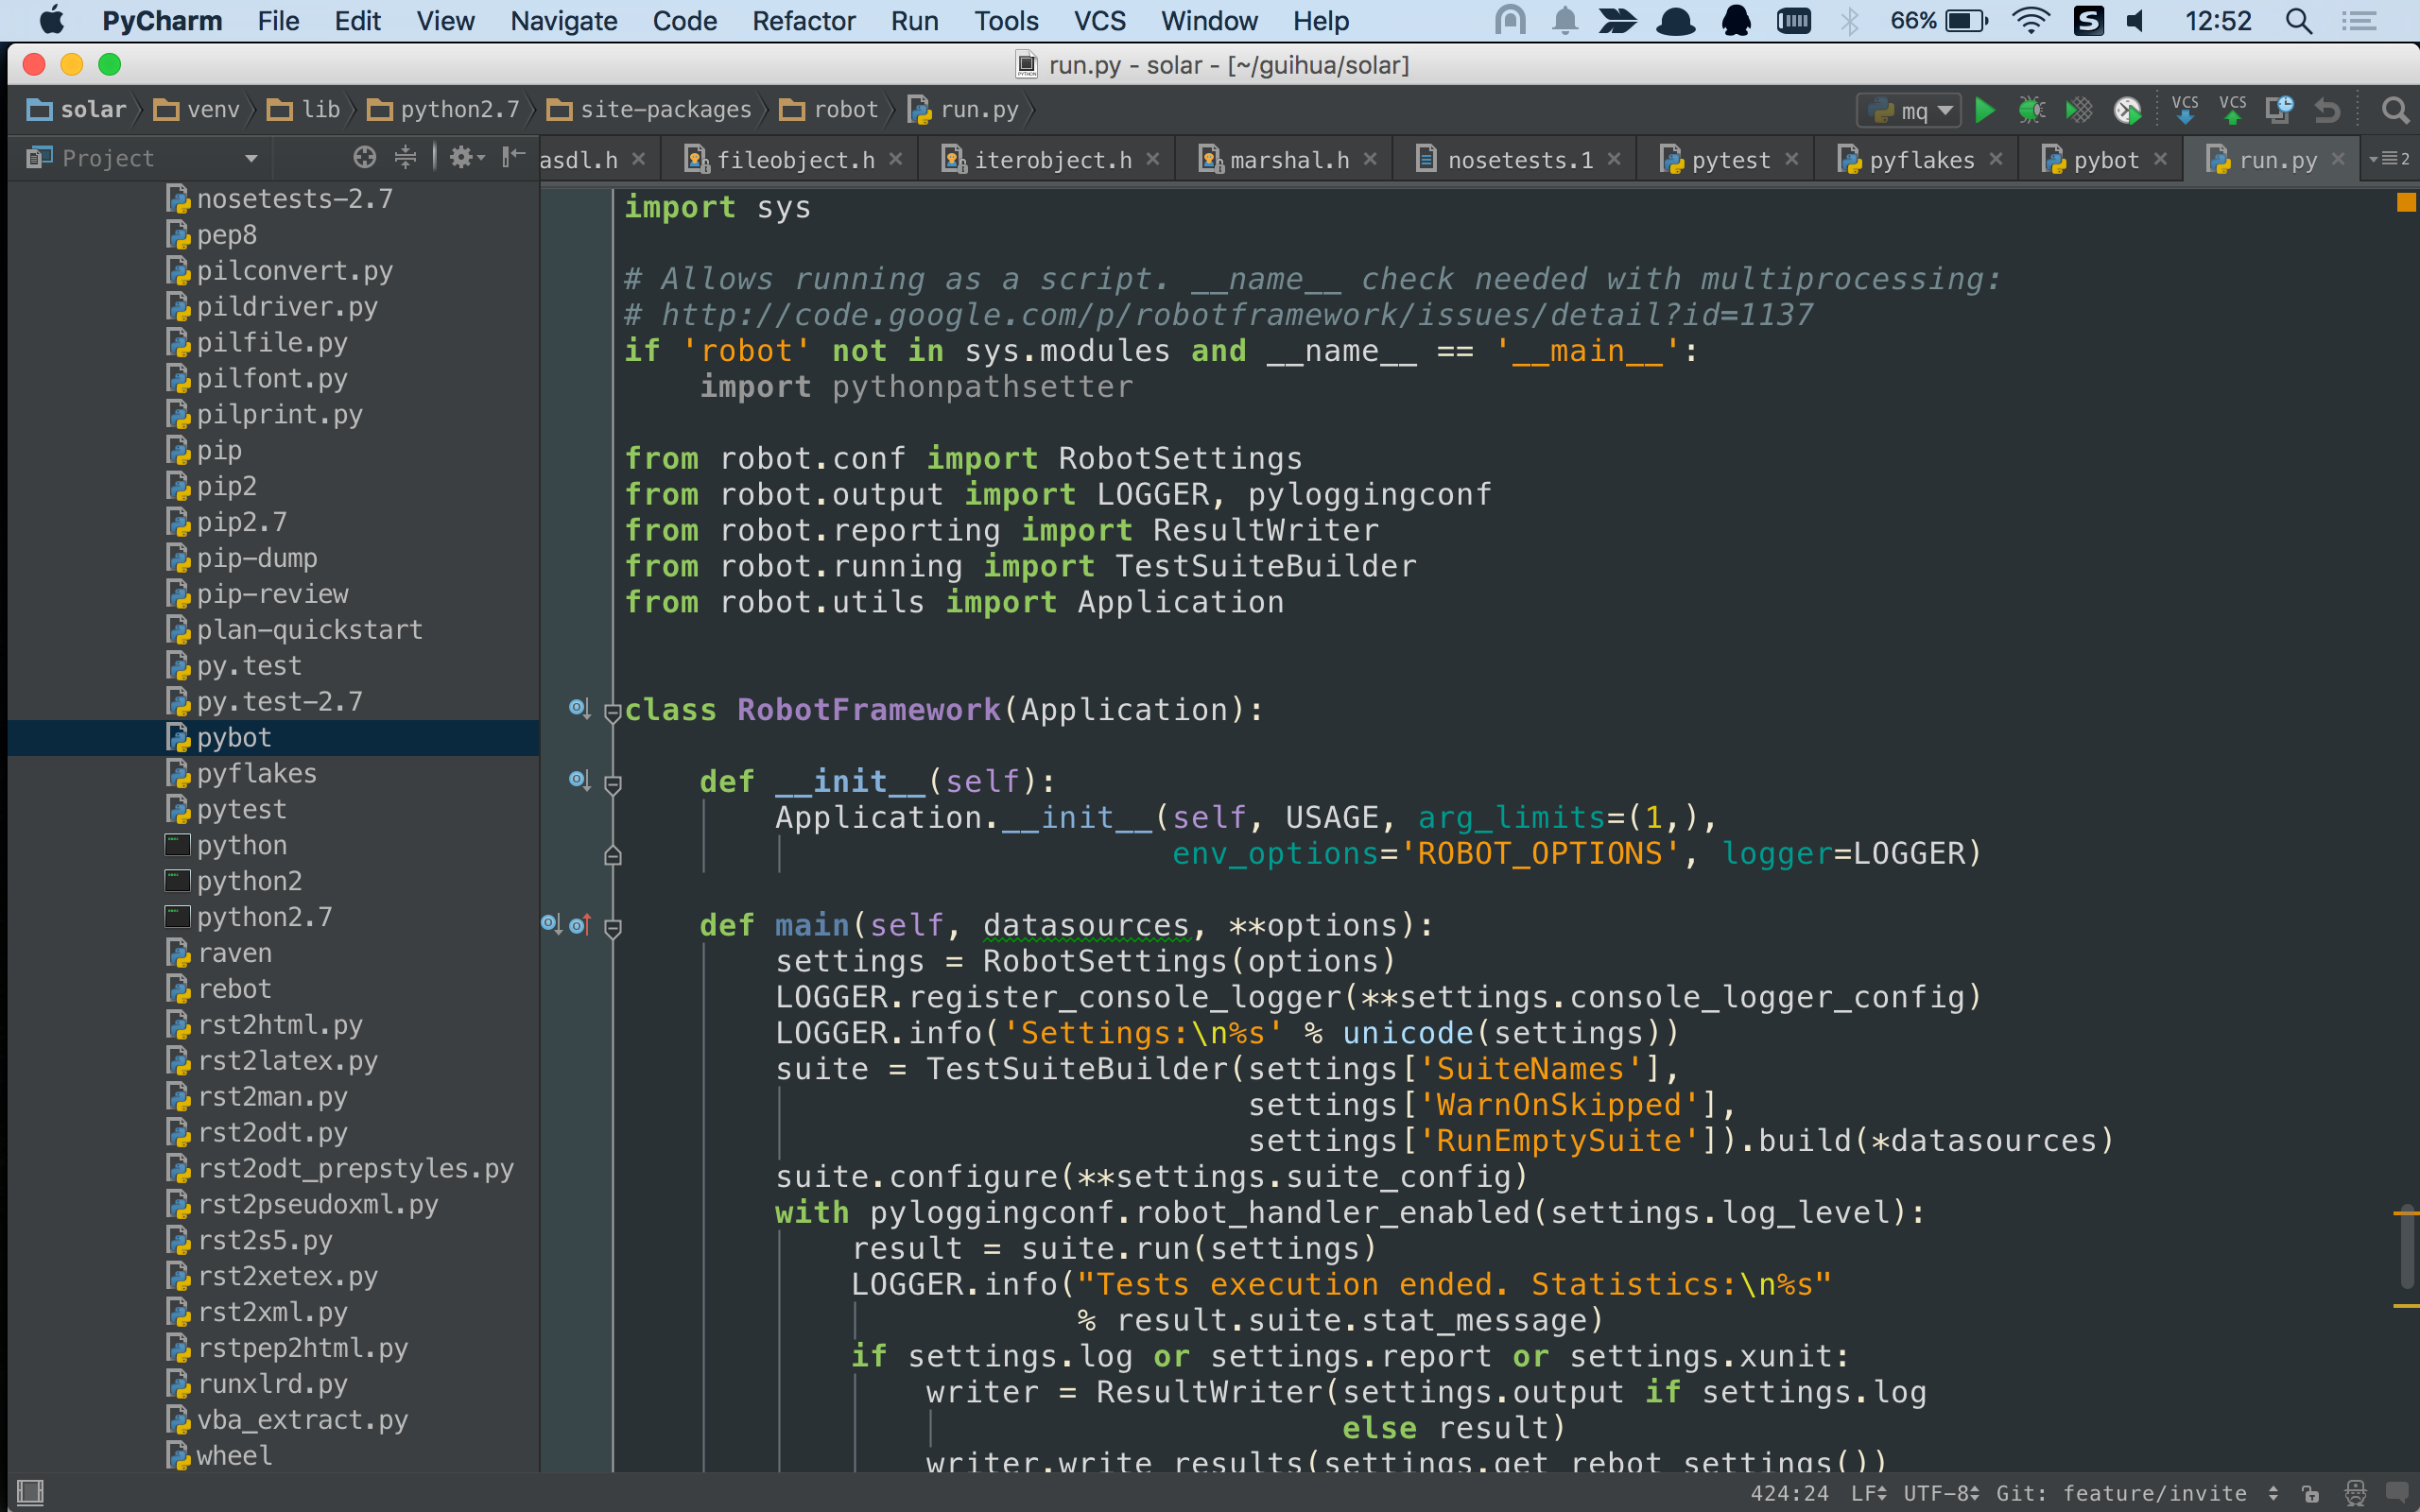 PyCharm File Edit View Navigate Code Refactor Run Tools VCS Window Help 66% 12:52
run.py - solar - [~/guihua/solar]
solar venv lib python2.7 site-packages robot run.py mq VCS VCS
Project asdl.h fileobject.h iterobject.h marshal.h nosetests.1 pytest pyflakes pybot run.py 2
nosetests-2.7
pep8
pilconvert.py
pildriver.py
pilfile.py
pilfont.py
pilprint.py
pip
pip2
pip2.7
pip-dump
pip-review
plan-quickstart
py.test
py.test-2.7
pybot
pyflakes
pytest
python
python2
python2.7
raven
rebot
rst2html.py
rst2latex.py
rst2man.py
rst2odt.py
rst2odt_prepstyles.py
rst2pseudoxml.py
rst2s5.py
rst2xetex.py
rst2xml.py
rstpep2html.py
runxlrd.py
vba_extract.py
wheel
import sys
# Allows running as a script. __name__ check needed with multiprocessing:
# http://code.google.com/p/robotframework/issues/detail?id=1137
if 'robot' not in sys.modules and __name__ == '__main__':
    import pythonpathsetter
from robot.conf import RobotSettings
from robot.output import LOGGER, pyloggingconf
from robot.reporting import ResultWriter
from robot.running import TestSuiteBuilder
from robot.utils import Application
class RobotFramework(Application):
    def __init__(self):
        Application.__init__(self, USAGE, arg_limits=(1,),
                             env_options='ROBOT_OPTIONS', logger=LOGGER)
    def main(self, datasources, **options):
        settings = RobotSettings(options)
        LOGGER.register_console_logger(**settings.console_logger_config)
        LOGGER.info('Settings:\n%s' % unicode(settings))
        suite = TestSuiteBuilder(settings['SuiteNames'],
                                 settings['WarnOnSkipped'],
                                 settings['RunEmptySuite']).build(*datasources)
        suite.configure(**settings.suite_config)
        with pyloggingconf.robot_handler_enabled(settings.log_level):
            result = suite.run(settings)
            LOGGER.info("Tests execution ended. Statistics:\n%s"
                        % result.suite.stat_message)
            if settings.log or settings.report or settings.xunit:
                writer = ResultWriter(settings.output if settings.log
                                      else result)
                writer.write_results(settings.get_rebot_settings())
424:24 LF UTF-8 Git: feature/invite